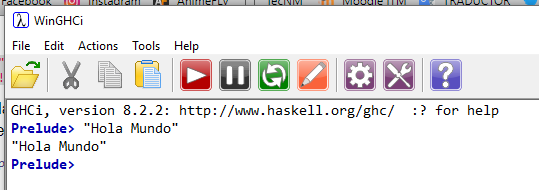 Facebook Instagram AnimeFLV TecNM Moodle ITM TRADUCTOR
WinGHCi
File Edit Actions Tools Help
GHCi, version 8.2.2: http://www.haskell.org/ghc/ :? for help
Prelude> "Hola Mundo"
"Hola Mundo"
Prelude>